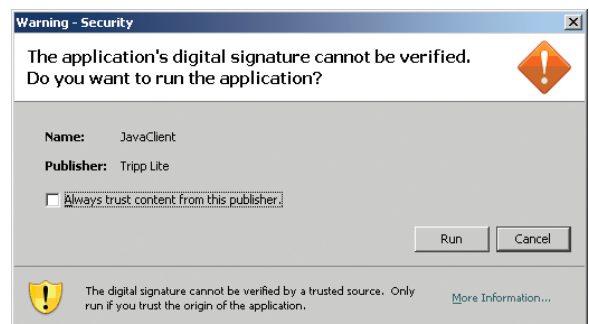 Warning - Security
The application's digital signature cannot be verified.
Do you want to run the application?
Name: JavaClient
Publisher: Tripp Lite
Always trust content from this publisher.
Run Cancel
The digital signature cannot be verified by a trusted source. Only
run if you trust the origin of the application.
More Information...